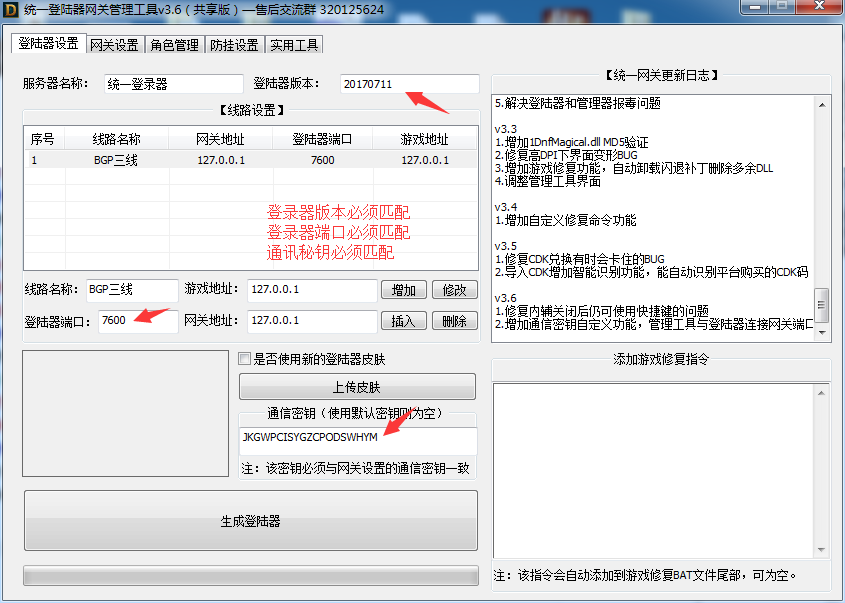 统一登陆器网关管理工具v3.6（共享版）—售后交流群 320125624
登陆器设置 网关设置 角色管理 防挂设置 实用工具
服务器名称： 统一登录器 登陆器版本： 20170711
【线路设置】
序号 线路名称 网关地址 登陆器端口 游戏地址
1 BGP三线 127.0.0.1 7600 127.0.0.1
登录器版本必须匹配
登录器端口必须匹配
通讯秘钥必须匹配
线路名称： BGP三线 游戏地址： 127.0.0.1 增加 修改
登陆器端口： 7600 网关地址： 127.0.0.1 插入 删除
是否使用新的登陆器皮肤
上传皮肤
通信密钥（使用默认密钥则为空）
JKGWPCISYGZCPODSWHYM
注：该密钥必须与网关设置的通信密钥一致
生成登陆器
【统一网关更新日志】
5.解决登陆器和管理器报毒问题
v3.3
1.增加1DnfMagical.dll MD5验证
2.修复高DPI下界面变形BUG
3.增加游戏修复功能，自动卸载闪退补丁删除多余DLL
4.调整管理工具界面
v3.4
1.增加自定义修复命令功能
v3.5
1.修复CDK兑换有时会卡住的BUG
2.导入CDK增加智能识别功能，能自动识别平台购买的CDK码
v3.6
1.修复内辅关闭后仍可使用快捷键的问题
2.增加通信密钥自定义功能，管理工具与登陆器连接网关端口
添加游戏修复指令
注：该指令会自动添加到游戏修复BAT文件尾部，可为空。